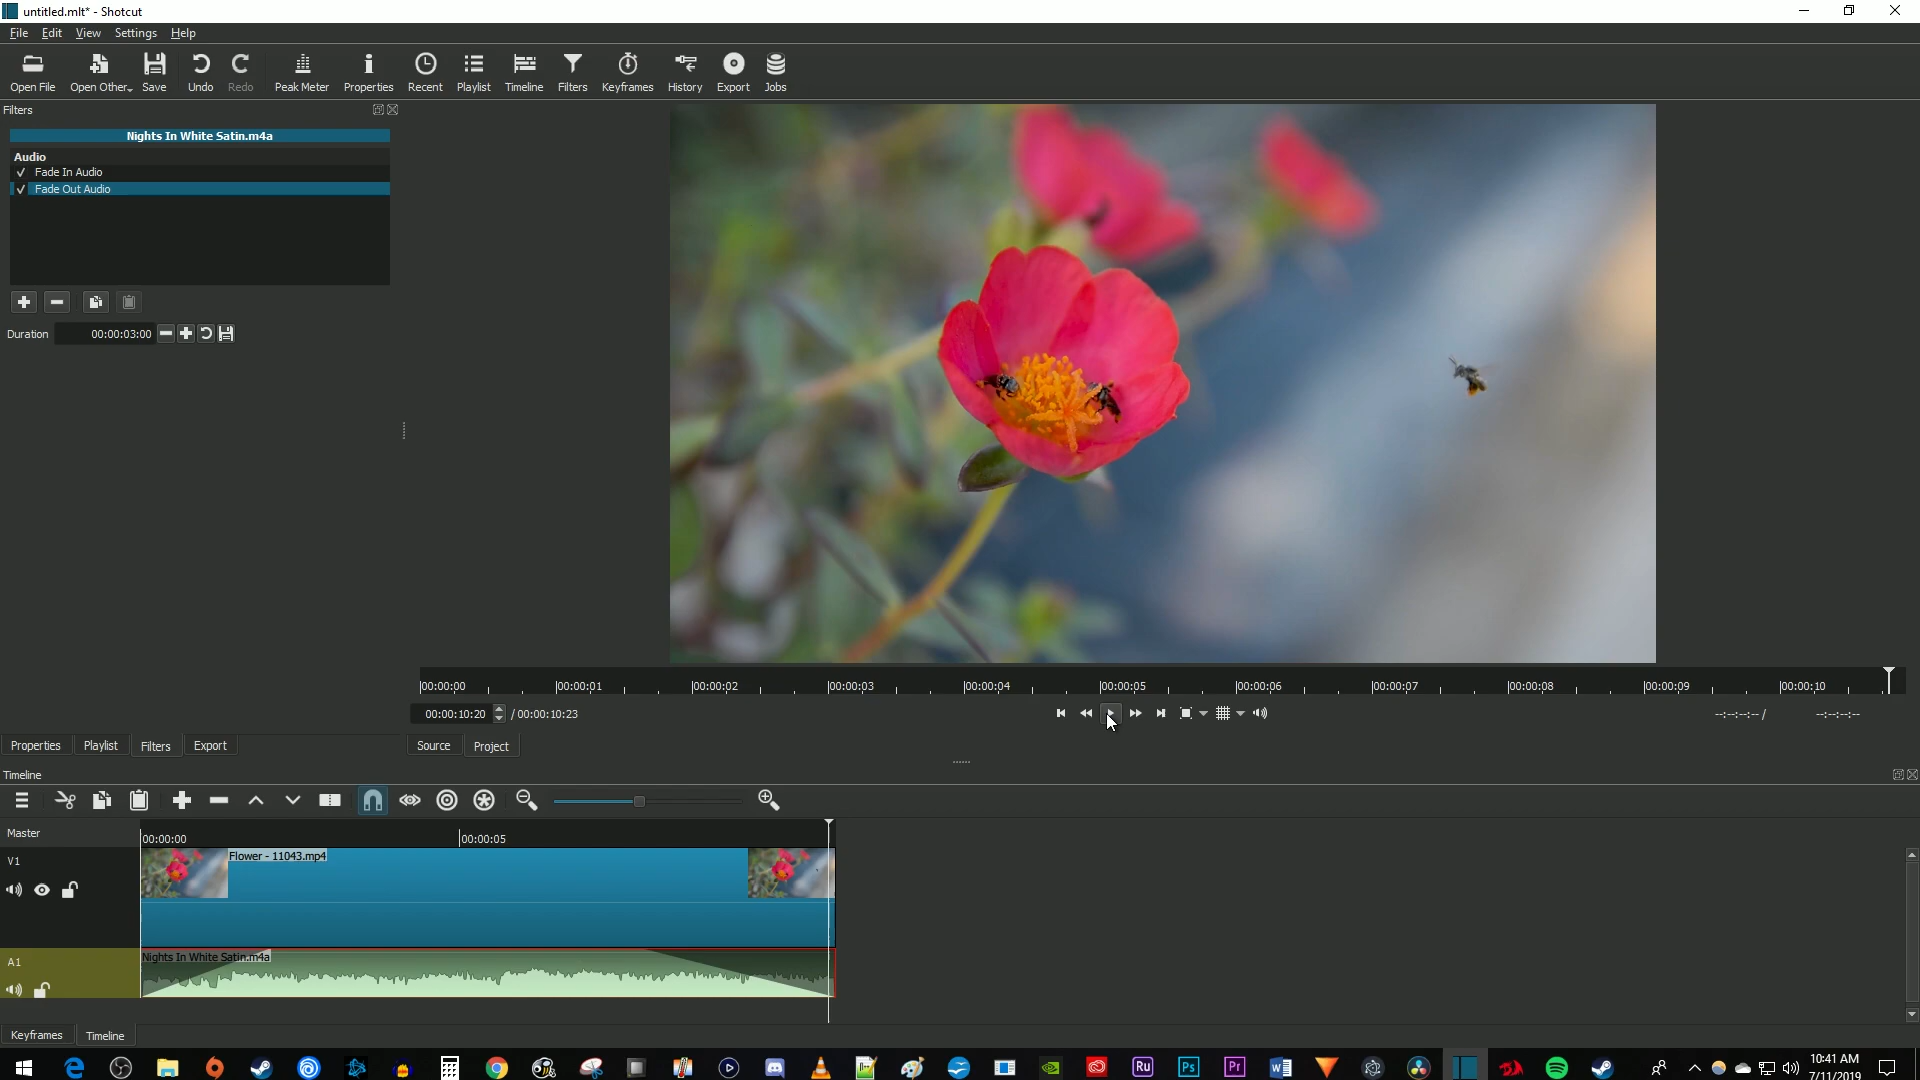 untitled.mlt* - Shotcut
File Edit View Settings Help
Open File Open Other Save Undo Redo Peak Meter Properties Recent Playlist Timeline Filters Keyframes History Export Jobs
Filters
Nights In White Satin.m4a
Audio
Fade In Audio
Fade Out Audio
Duration 00:00:03:00
00:00:00 00:00:01 00:00:02 00:00:03 00:00:04 00:00:05 00:00:06 00:00:07 00:00:08 00:00:09 00:00:10
00:00:10:20 / 00:00:10:23 --:--:--:-- / --:--:--:--
Properties Playlist Filters Export Source Project
Timeline
Master 00:00:00 00:00:05
V1 Flower - 11043.mp4
A1 Nights In White Satin.m4a
Keyframes Timeline
Ru Ps Pr W
10:41 AM
7/11/2019